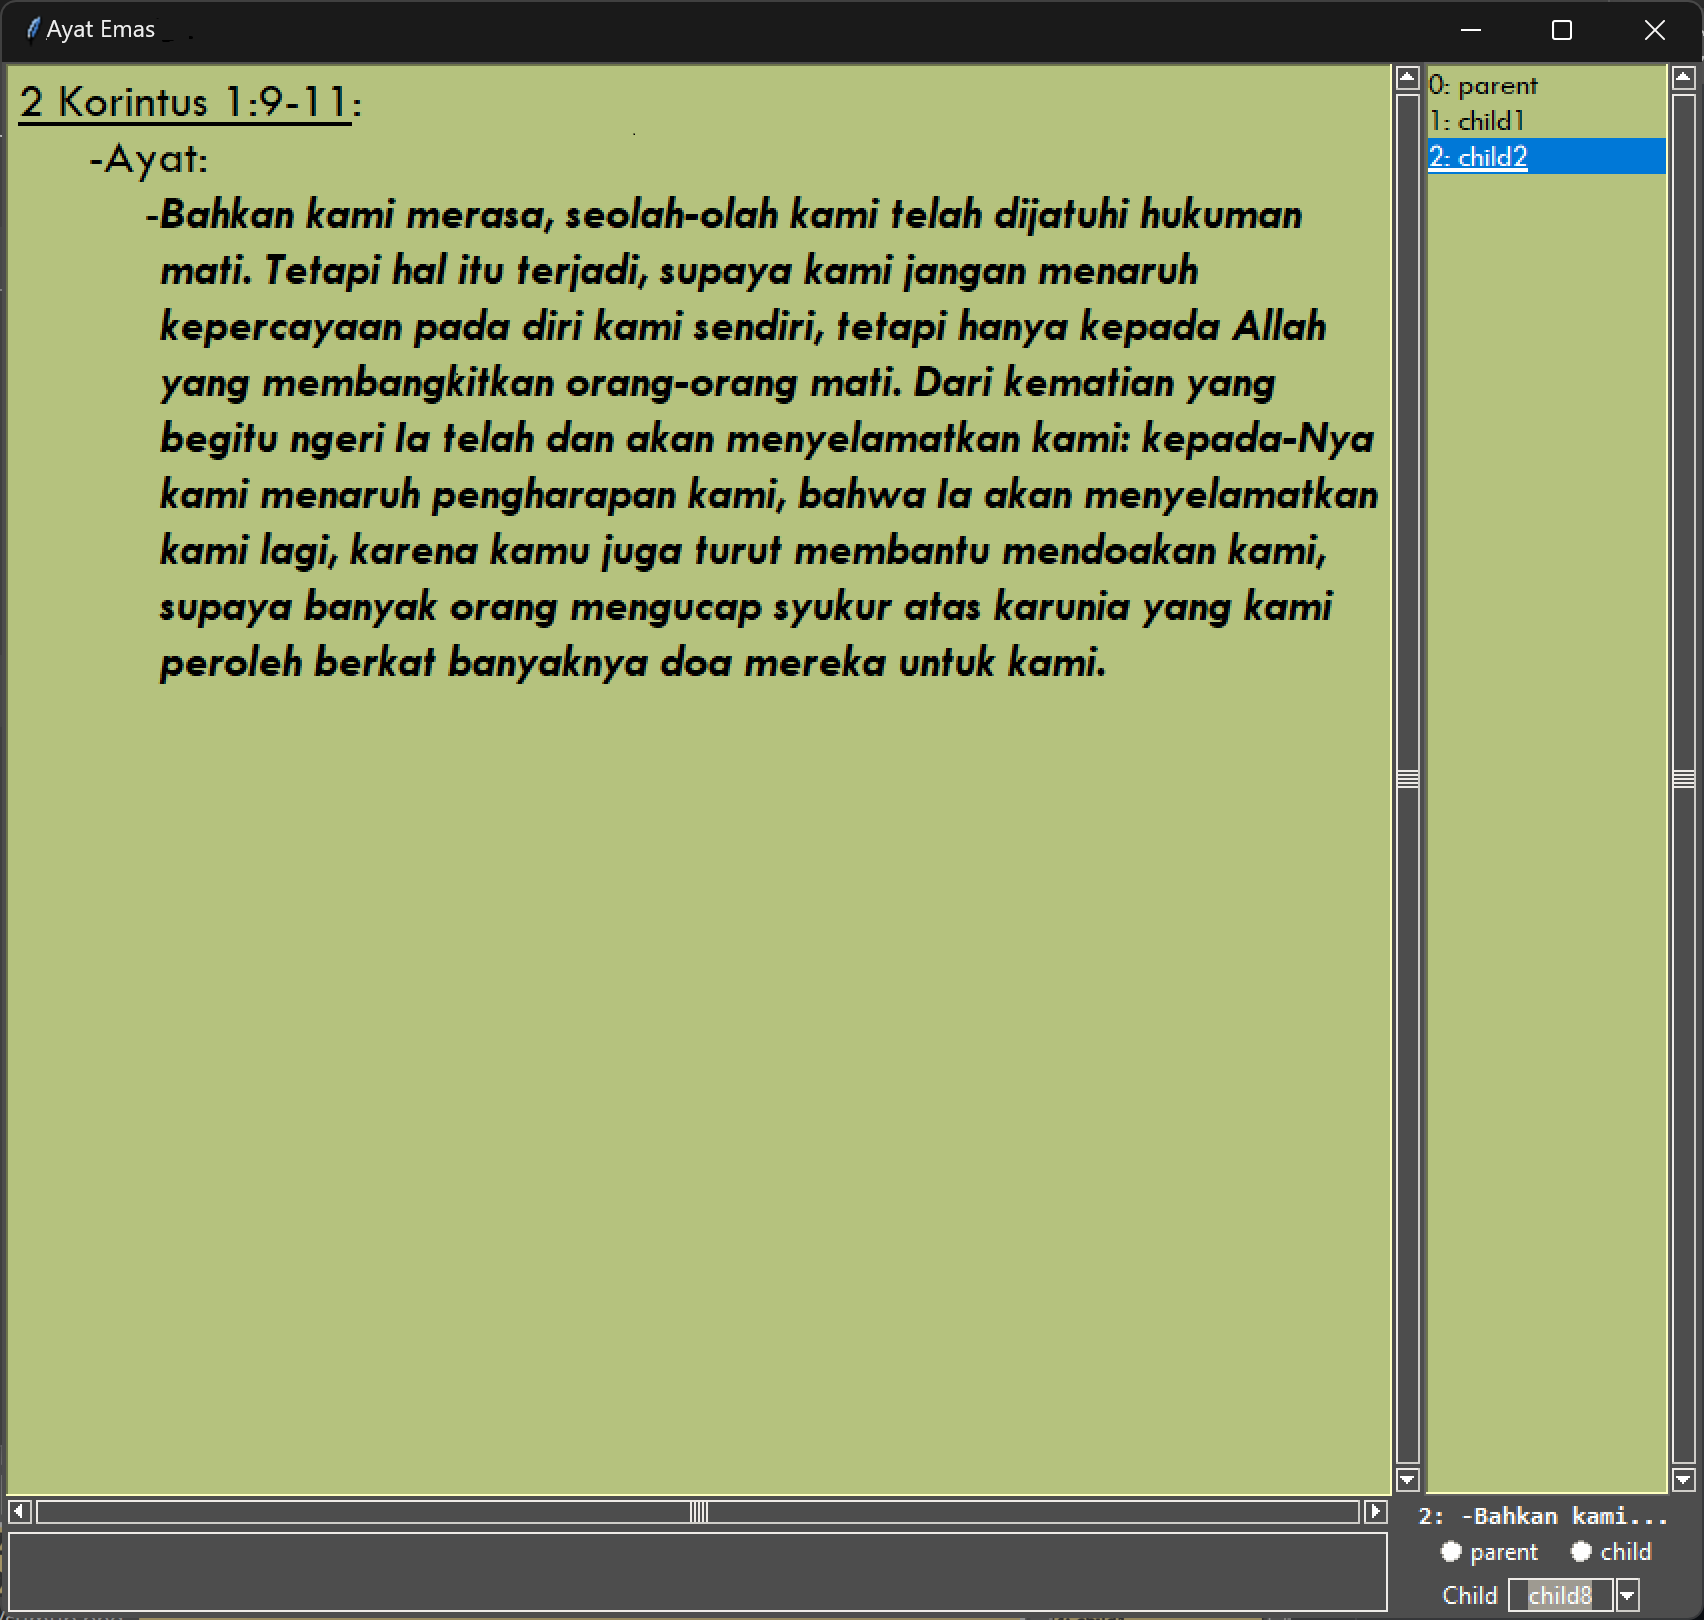 Ayat Emas
2 Korintus 1:9-11:
-Ayat:
-Bahkan kami merasa, seolah-olah kami telah dijatuhi hukuman
mati. Tetapi hal itu terjadi, supaya kami jangan menaruh
kepercayaan pada diri kami sendiri, tetapi hanya kepada Allah
yang membangkitkan orang-orang mati. Dari kematian yang
begitu ngeri Ia telah dan akan menyelamatkan kami: kepada-Nya
kami menaruh pengharapan kami, bahwa Ia akan menyelamatkan
kami lagi, karena kamu juga turut membantu mendoakan kami,
supaya banyak orang mengucap syukur atas karunia yang kami
peroleh berkat banyaknya doa mereka untuk kami.
0: parent
1: child1
2: child2
2: -Bahkan kami...
parent child
Child child8